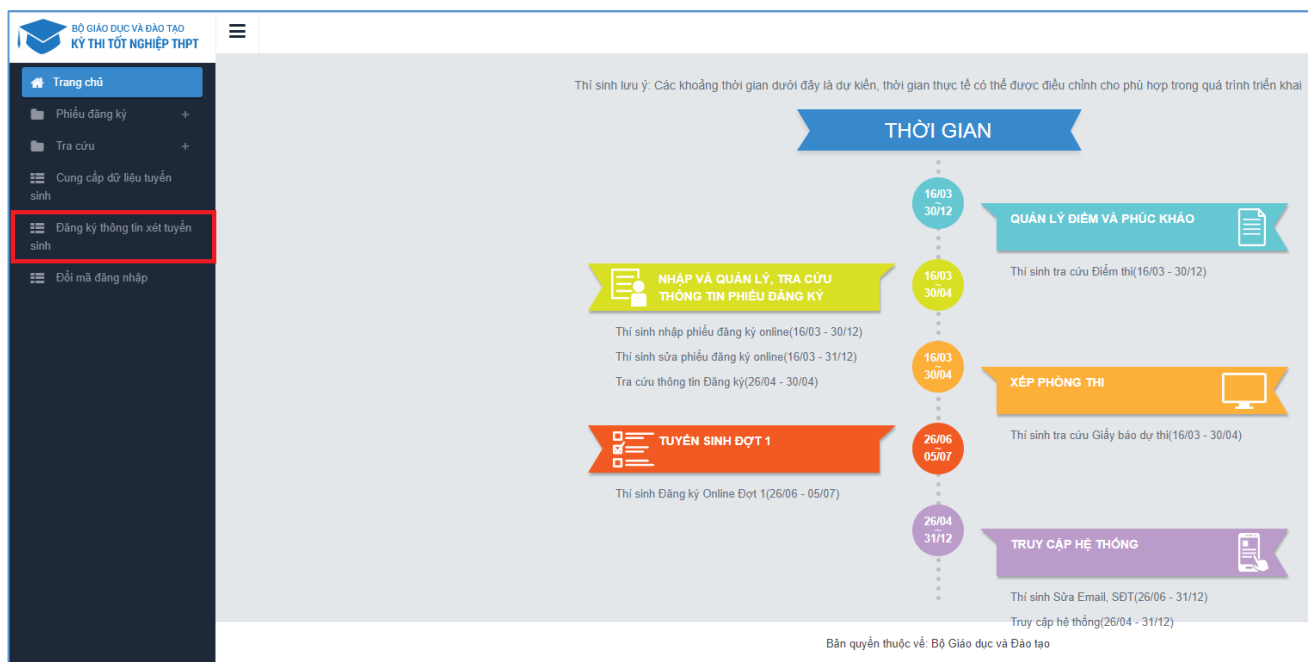 BỘ GIÁO DỤC VÀ ĐÀO TẠO
KỲ THI TỐT NGHIỆP THPT
Trang chủ
Phiếu đăng ký +
Tra cứu +
Cung cấp dữ liệu tuyển
sinh
Đăng ký thông tin xét tuyển
sinh
Đổi mã đăng nhập
Thí sinh lưu ý: Các khoảng thời gian dưới đây là dự kiến, thời gian thực tế có thể được điều chỉnh cho phù hợp trong quá trình triển khai
THỜI GIAN
16/03
~
30/12
QUẢN LÝ ĐIỂM VÀ PHÚC KHẢO
Thí sinh tra cứu Điểm thi(16/03 - 30/12)
NHẬP VÀ QUẢN LÝ, TRA CỨU
THÔNG TIN PHIẾU ĐĂNG KÝ
16/03
~
30/04
Thí sinh nhập phiếu đăng ký online(16/03 - 30/12)
Thí sinh sửa phiếu đăng ký online(16/03 - 31/12)
Tra cứu thông tin Đăng ký(26/04 - 30/04)
16/03
~
30/04
XẾP PHÒNG THI
Thí sinh tra cứu Giấy báo dự thi(16/03 - 30/04)
TUYỂN SINH ĐỢT 1
26/06
~
05/07
Thí sinh Đăng ký Online Đợt 1(26/06 - 05/07)
26/04
~
31/12
TRUY CẬP HỆ THỐNG
Thí sinh Sửa Email, SĐT(26/06 - 31/12)
Truy cập hệ thống(26/04 - 31/12)
Bản quyền thuộc về: Bộ Giáo dục và Đào tạo